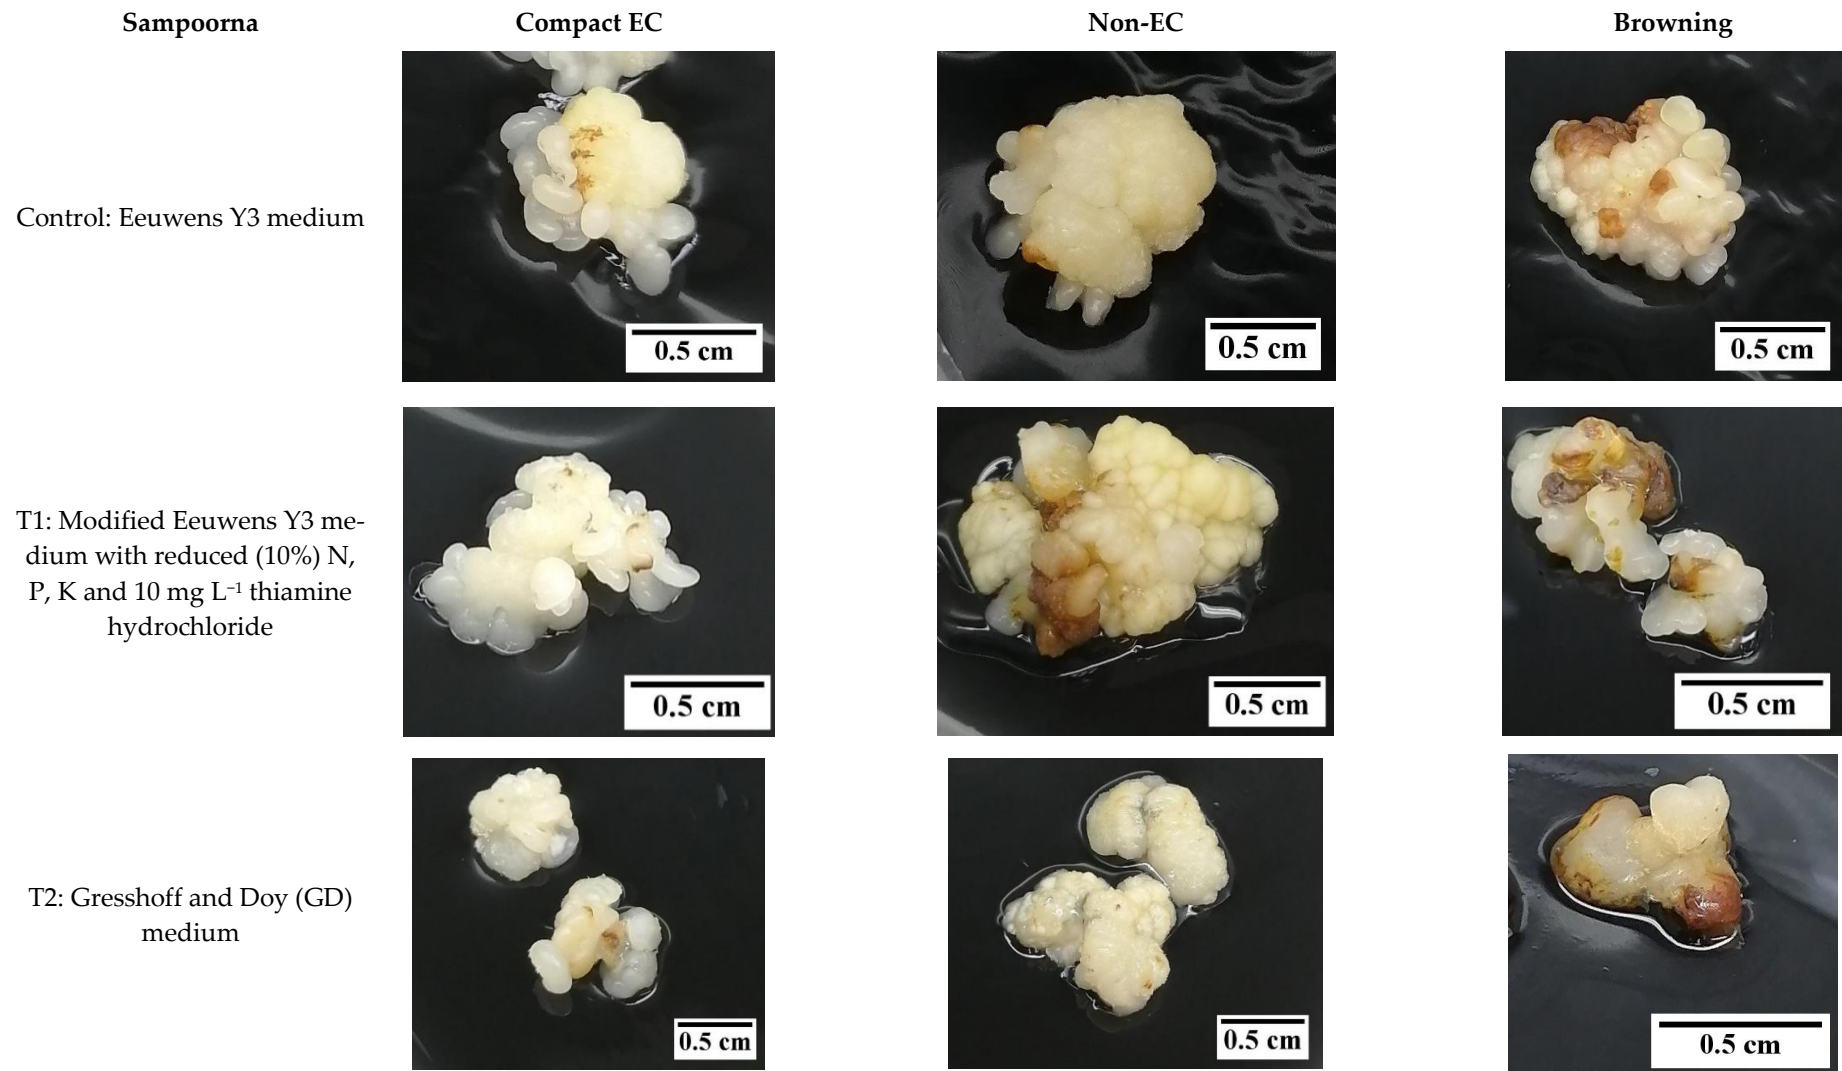 Sampoorna Compact EC Non-EC Browning
Control: Eeuwens Y3 medium
0.5 cm 0.5 cm 0.5 cm
T1: Modified Eeuwens Y3 me-
dium with reduced (10%) N,
P, K and 10 mg L⁻¹ thiamine
hydrochloride
0.5 cm 0.5 cm 0.5 cm
T2: Gresshoff and Doy (GD)
medium
0.5 cm 0.5 cm 0.5 cm